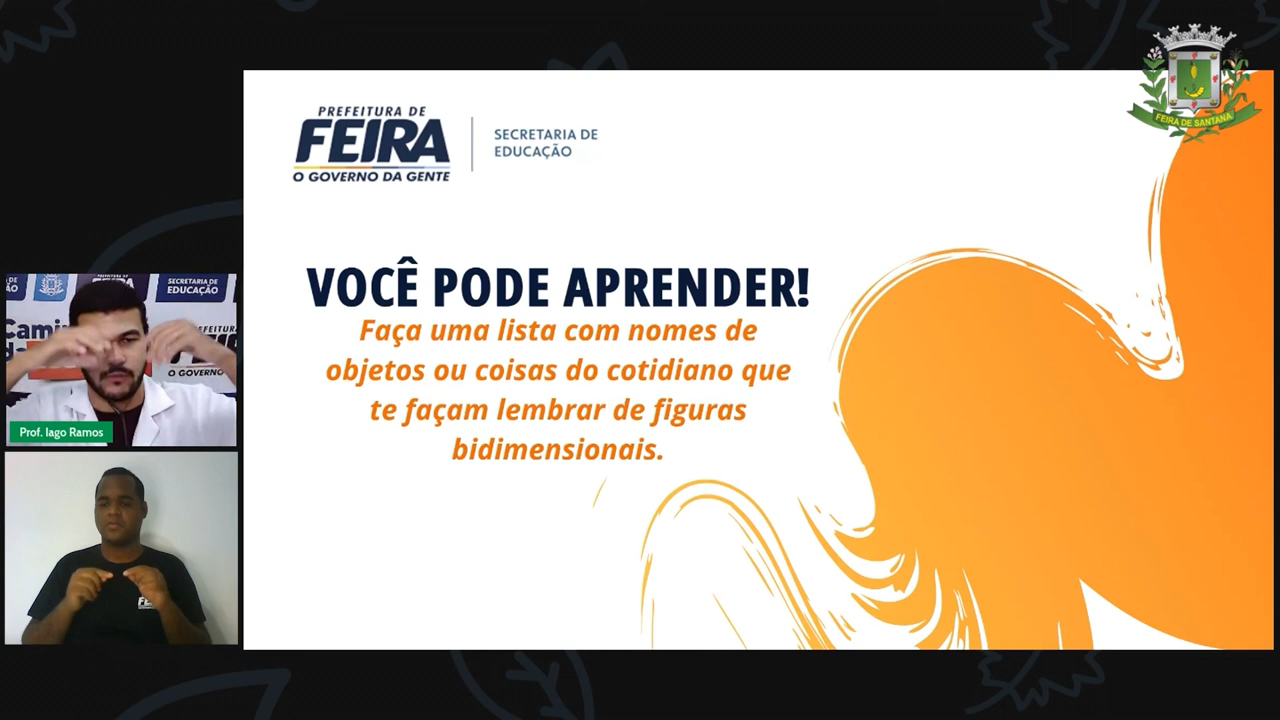 FEIRA DE SANTANA
PREFEITURA DE
FEIRA
O GOVERNO DA GENTE
SECRETARIA DE
EDUCAÇÃO
VOCÊ PODE APRENDER!
Faça uma lista com nomes de
objetos ou coisas do cotidiano que
te façam lembrar de figuras
bidimensionais.
SECRETARIA DE
EDUCAÇÃO
O GOVERNO
Prof. Iago Ramos